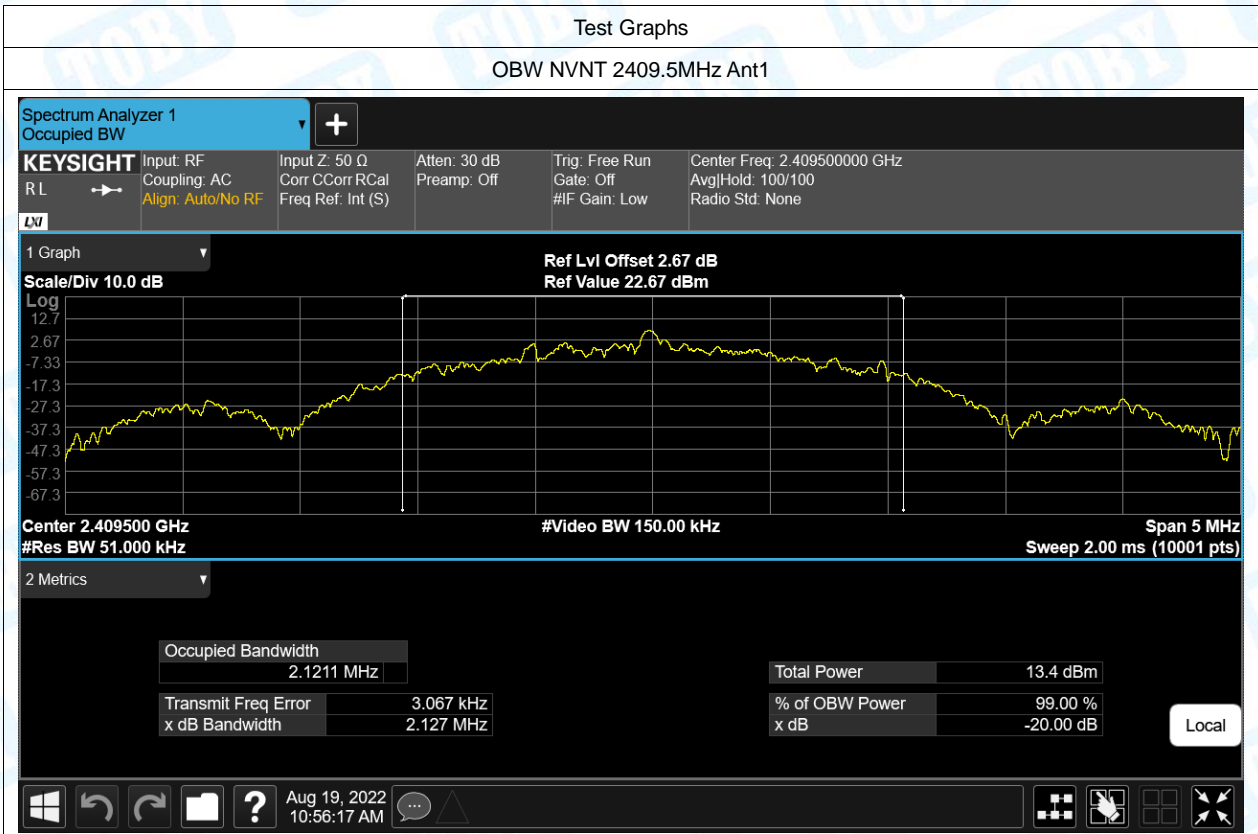 Test Graphs
OBW NVNT 2409.5MHz Ant1
Spectrum Analyzer 1
Occupied BW
KEYSIGHT
R L
LXI
Input: RF
Coupling: AC
Align: Auto/No RF
Input Z: 50 Ω
Corr CCorr RCal
Freq Ref: Int (S)
Atten: 30 dB
Preamp: Off
Trig: Free Run
Gate: Off
#IF Gain: Low
Center Freq: 2.409500000 GHz
Avg|Hold: 100/100
Radio Std: None
1 Graph
Scale/Div 10.0 dB
Ref Lvl Offset 2.67 dB
Ref Value 22.67 dBm
Log
12.7
2.67
-7.33
-17.3
-27.3
-37.3
-47.3
-57.3
-67.3
Center 2.409500 GHz
#Video BW 150.00 kHz
Span 5 MHz
#Res BW 51.000 kHz
Sweep 2.00 ms (10001 pts)
2 Metrics
Occupied Bandwidth
2.1211 MHz
Total Power 13.4 dBm
Transmit Freq Error 3.067 kHz
% of OBW Power 99.00 %
x dB Bandwidth 2.127 MHz
x dB -20.00 dB
Local
?
Aug 19, 2022
10:56:17 AM
TOBY